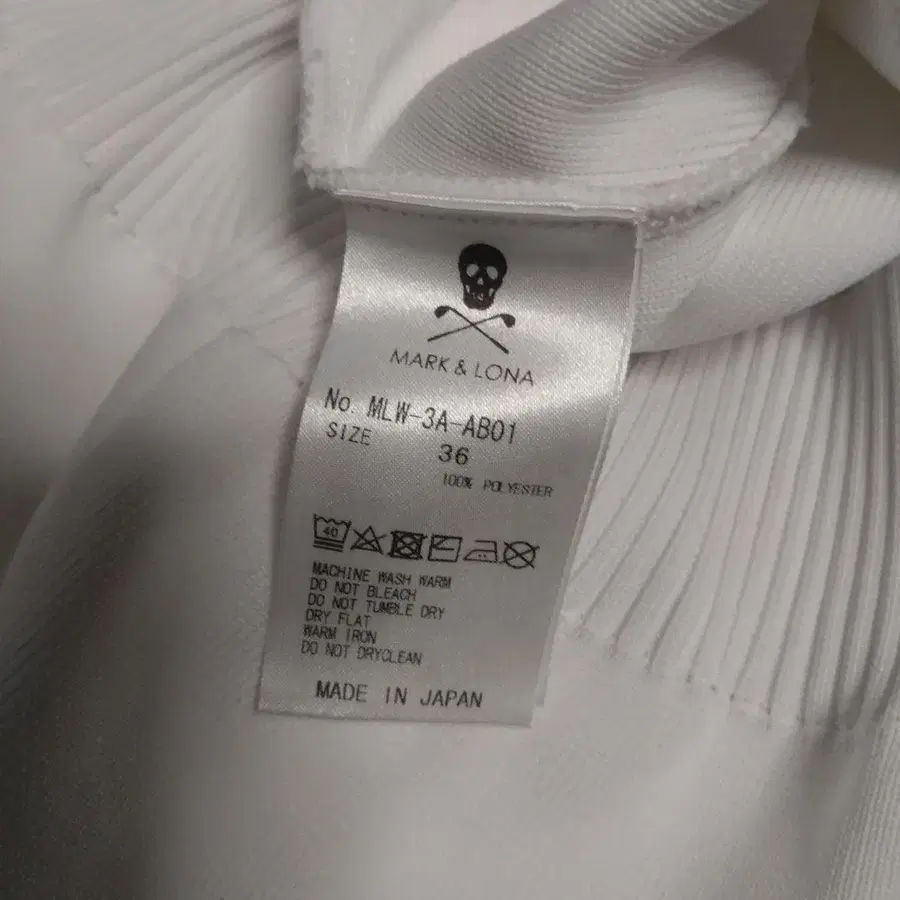 MARK & LONA
No. MLW-3A-AB01
SIZE 36
100% POLYESTER
40
MACHINE WASH WARM
DO NOT BLEACH
DO NOT TUMBLE DRY
DRY FLAT
WARM IRON
DO NOT DRYCLEAN
MADE IN JAPAN